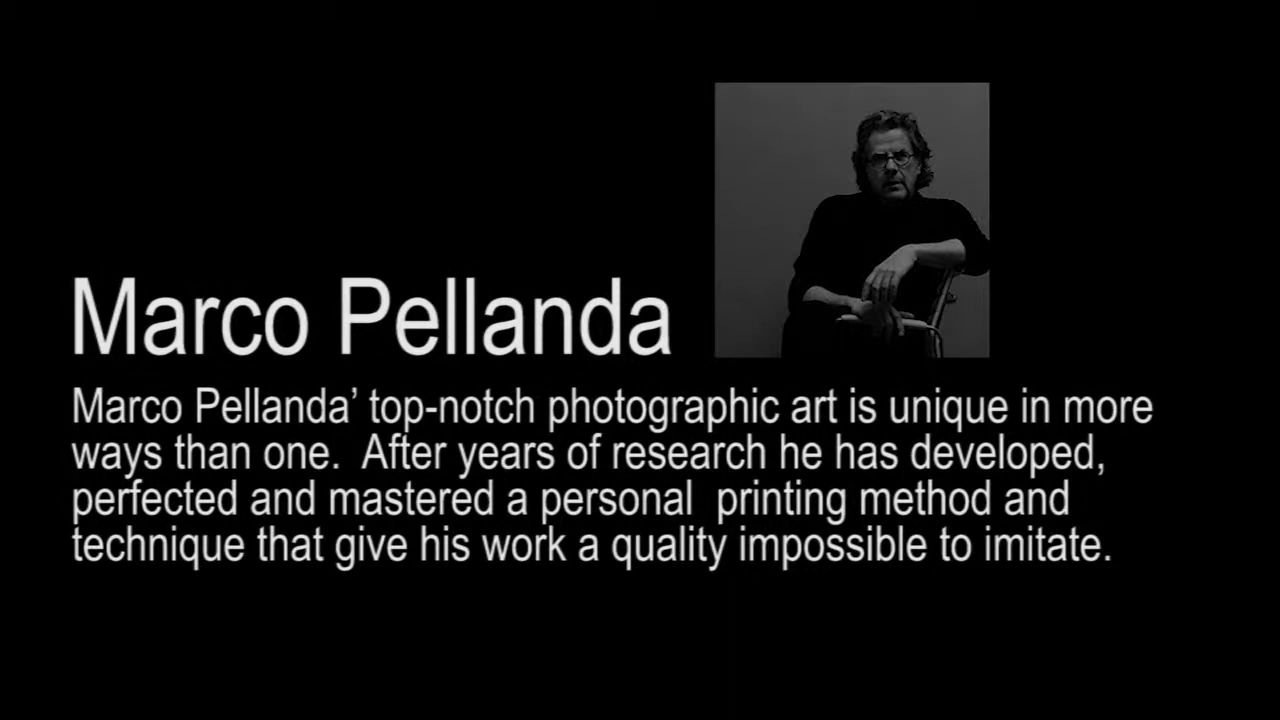 Marco Pellanda
Marco Pellanda’ top-notch photographic art is unique in more
ways than one.  After years of research he has developed,
perfected and mastered a personal  printing method and
technique that give his work a quality impossible to imitate.